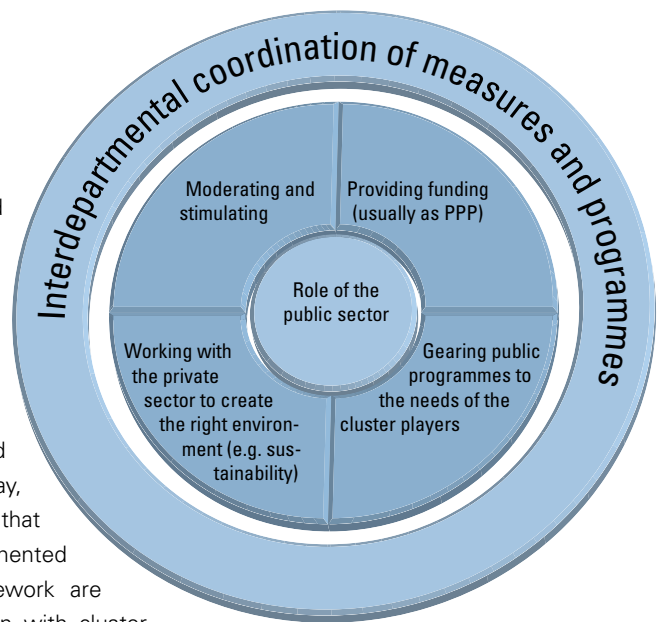 Interdepartmental coordination of measures and programmes
Moderating and
stimulating
Providing funding
(usually as PPP)
Role of the
public sector
Working with
the private
sector to create
the right environ-
ment (e.g. sus-
tainability)
Gearing public
programmes to
the needs of the
cluster players
that
ework are
n with cluster